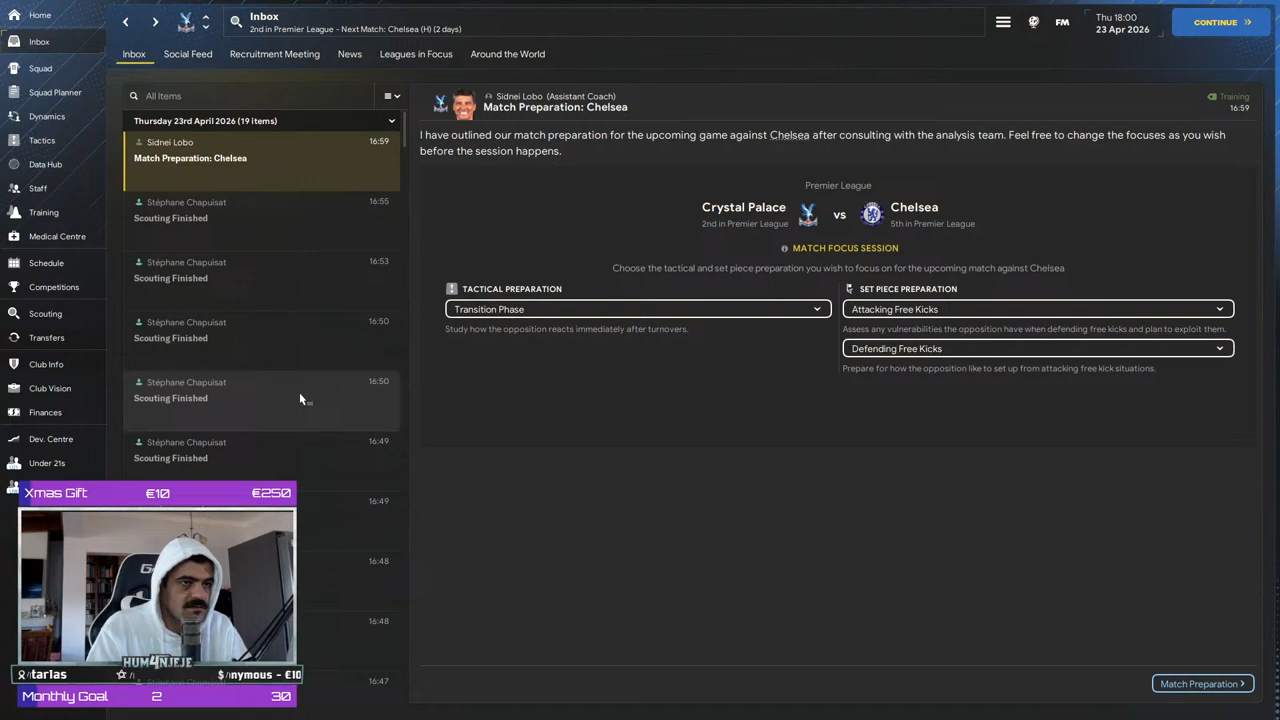 Home
Inbox
Squad
Squad Planner
Dynamics
Tactics
Data Hub
Staff
Training
Medical Centre
Schedule
Competitions
Scouting
Transfers
Club Info
Club Vision
Finances
Dev. Centre
Under 21s
Inbox
2nd in Premier League - Next Match: Chelsea (H) (2 days)
FM
Thu 18:00
23 Apr 2026
CONTINUE
Inbox
Social Feed
Recruitment Meeting
News
Leagues in Focus
Around the World
All Items
Thursday 23rd April 2026 (19 items)
Sidnei Lobo 16:59
Match Preparation: Chelsea
Stéphane Chapuisat 16:55
Scouting Finished
Stéphane Chapuisat 16:53
Scouting Finished
Stéphane Chapuisat 16:50
Scouting Finished
Stéphane Chapuisat 16:50
Scouting Finished
Stéphane Chapuisat 16:49
Scouting Finished
16:49
16:48
16:48
16:47
Sidnei Lobo (Assistant Coach)
Match Preparation: Chelsea
Training
16:59
I have outlined our match preparation for the upcoming game against Chelsea after consulting with the analysis team. Feel free to change the focuses as you wish
before the session happens.
Premier League
Crystal Palace vs Chelsea
2nd in Premier League 5th in Premier League
MATCH FOCUS SESSION
Choose the tactical and set piece preparation you wish to focus on for the upcoming match against Chelsea
TACTICAL PREPARATION
Transition Phase
Study how the opposition reacts immediately after turnovers.
SET PIECE PREPARATION
Attacking Free Kicks
Assess any vulnerabilities the opposition have when defending free kicks and plan to exploit them.
Defending Free Kicks
Prepare for how the opposition like to set up from attacking free kick situations.
Match Preparation
Xmas Gift €10 €250
HUM4NJEJE
tarlas
nymous - €10
Monthly Goal 2 30